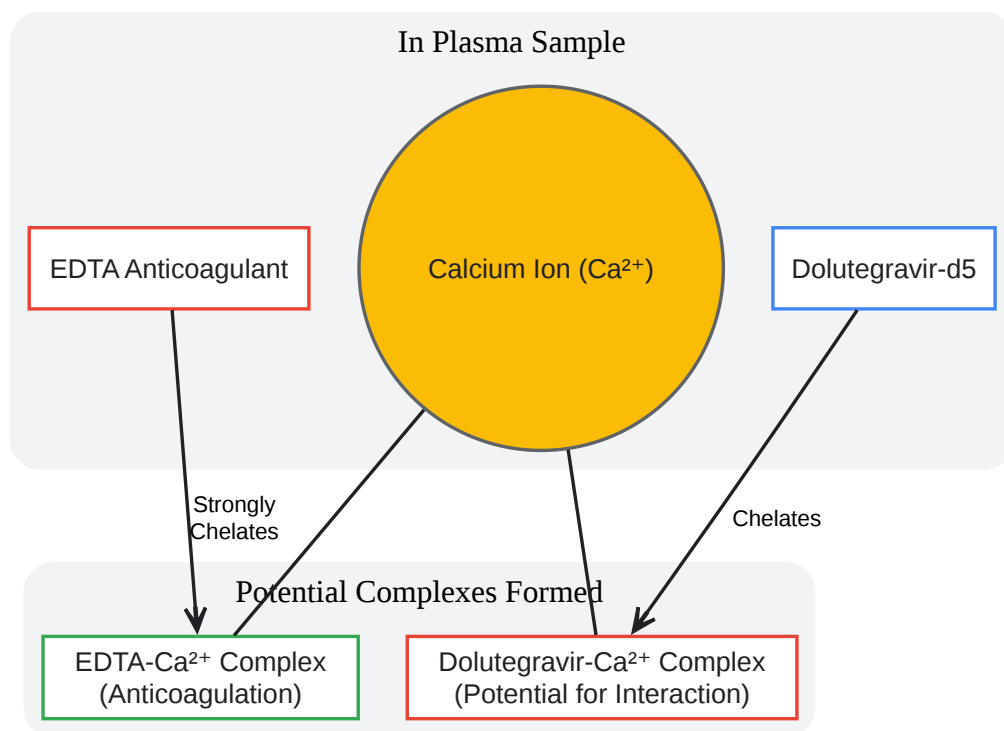 In Plasma Sample
EDTA Anticoagulant
Calcium Ion (Ca²⁺)
Dolutegravir-d5
Strongly
Chelates
Chelates
Potential Complexes Formed
EDTA-Ca²⁺ Complex
(Anticoagulation)
Dolutegravir-Ca²⁺ Complex
(Potential for Interaction)